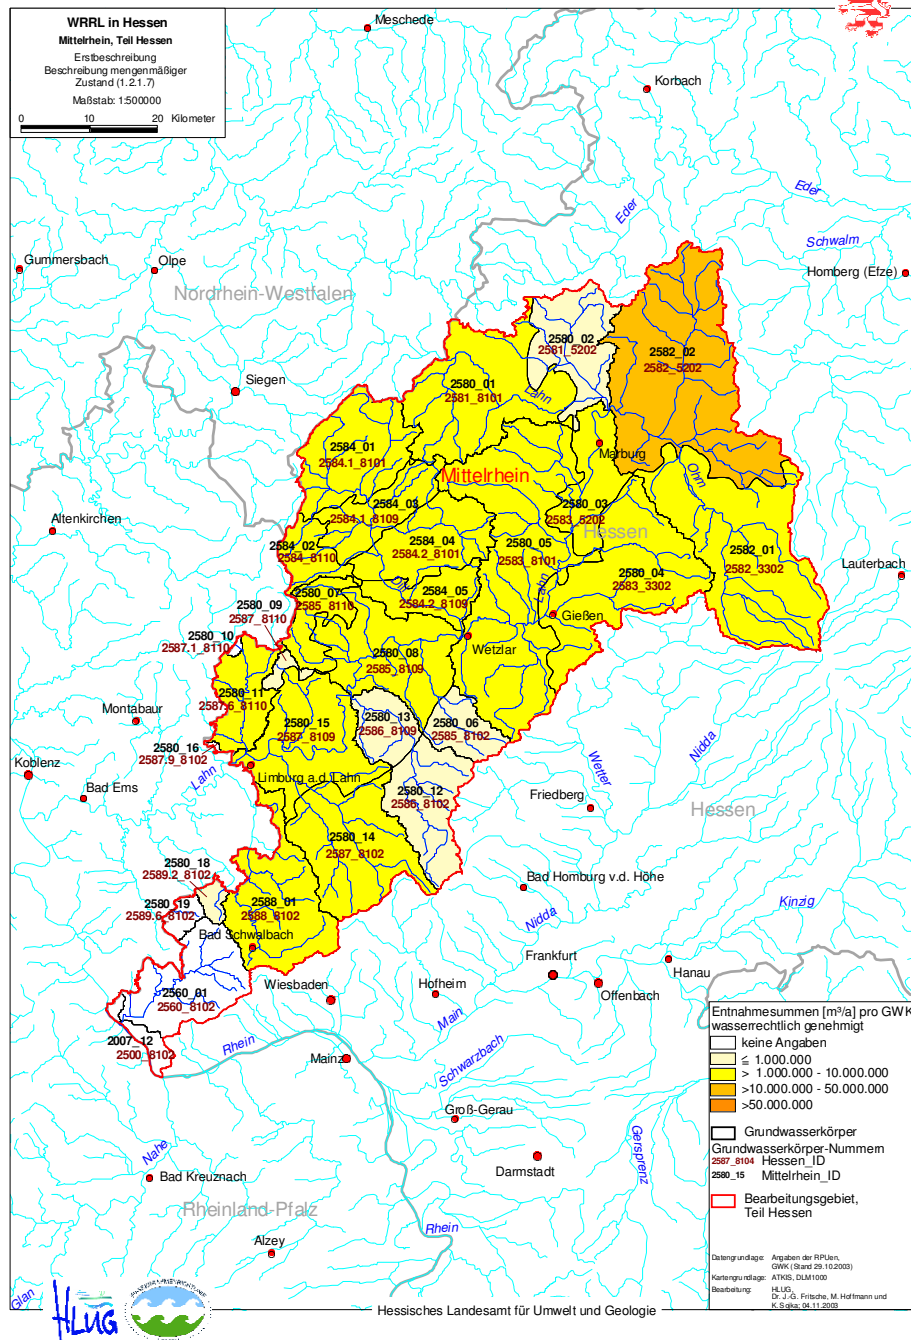 WRRL in Hessen
Mittelrhein, Teil Hessen
Erstbeschreibung
Beschreibung mengenmäßiger
Zustand (1.2.1.7)
Maßstab: 1:500000
0 10 20 Kilometer
Meschede
Korbach
Eder
Eder
Schwalm
Gummersbach
Olpe
Homberg (Efze)
Nordrhein-Westfalen
2580_02
2581_5202
2582_02
2582_5202
Siegen
2580_01
2581_8101
Lahn
2584_01
2584.1_8101
Marburg
Mittelrhein
Ohm
2584_03
2584.1_8109
2580_03
2583_5202
Altenkirchen
Hessen
2584_02
2584_8110
2584_04
2584.2_8101
2580_05
2583_8101
2582_01
2582_3302
Lauterbach
2580_04
2583_3302
Dill
Lahn
2580_07
2585_8110
2584_05
2584.2_8109
2580_09
2587_8110
Gießen
2580_10
2587.1_8110
Wetzlar
2580_08
2585_8109
2580_11
2587.6_8110
Montabaur
2580_15
2587_8109
2580_13
2586_8109
2580_06
2585_8102
2580_16
2587.9_8102
Nidda
Wetter
Koblenz
Lahn
Limburg a.d. Lahn
Bad Ems
2580_12
2586_8102
Friedberg
Hessen
2580_14
2587_8102
2580_18
2589.2_8102
Bad Homburg v.d. Höhe
2580_19
2589.6_8102
2588_01
2588_8102
Kinzig
Nidda
Bad Schwalbach
Frankfurt
Hanau
Wiesbaden
Hofheim
Offenbach
2560_01
2560_8102
Main
2007_12
2500_8102
Rhein
Mainz
Schwarzbach
Groß-Gerau
Gersprenz
Nahe
Darmstadt
Bad Kreuznach
Rheinland-Pfalz
Rhein
Alzey
Glan
Entnahmesummen [m³/a] pro GWK
wasserrechtlich genehmigt
keine Angaben
≤ 1.000.000
> 1.000.000 - 10.000.000
>10.000.000 - 50.000.000
>50.000.000
Grundwasserkörper
Grundwasserkörper-Nummern
2587_8104 Hessen_ID
2580_15 Mittelrhein_ID
Bearbeitungsgebiet,
Teil Hessen
Datengrundlage: Angaben der RPUen,
GWK (Stand 29.10.2003)
Kartengrundlage: ATKIS, DLM1000
Bearbeitung: HLUG,
Dr. J.-G. Fritsche, M. Hoffmann und
K. Sojka; 04.11.2003
HLUG
Hessisches Landesamt für Umwelt und Geologie